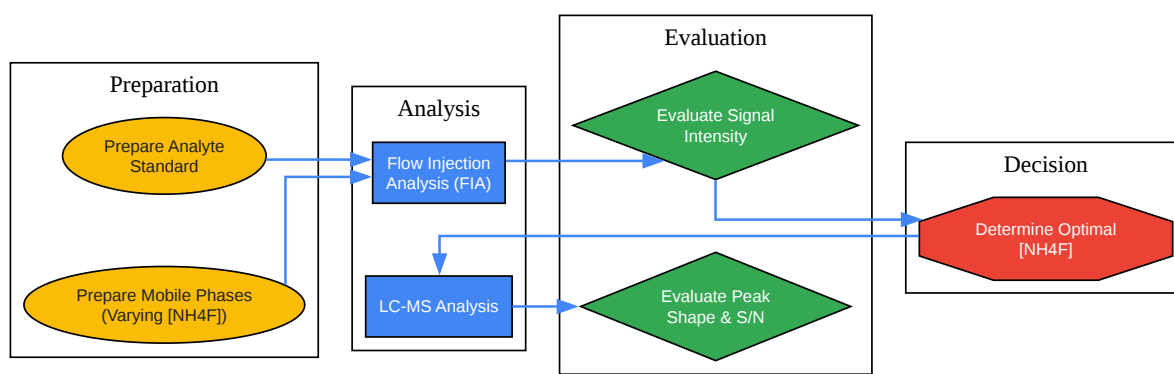 Preparation
Prepare Analyte
Standard
Prepare Mobile Phases
(Varying [NH4F])
Analysis
Flow Injection
Analysis (FIA)
LC-MS Analysis
Evaluation
Evaluate Signal
Intensity
Evaluate Peak
Shape & S/N
Decision
Determine Optimal
[NH4F]